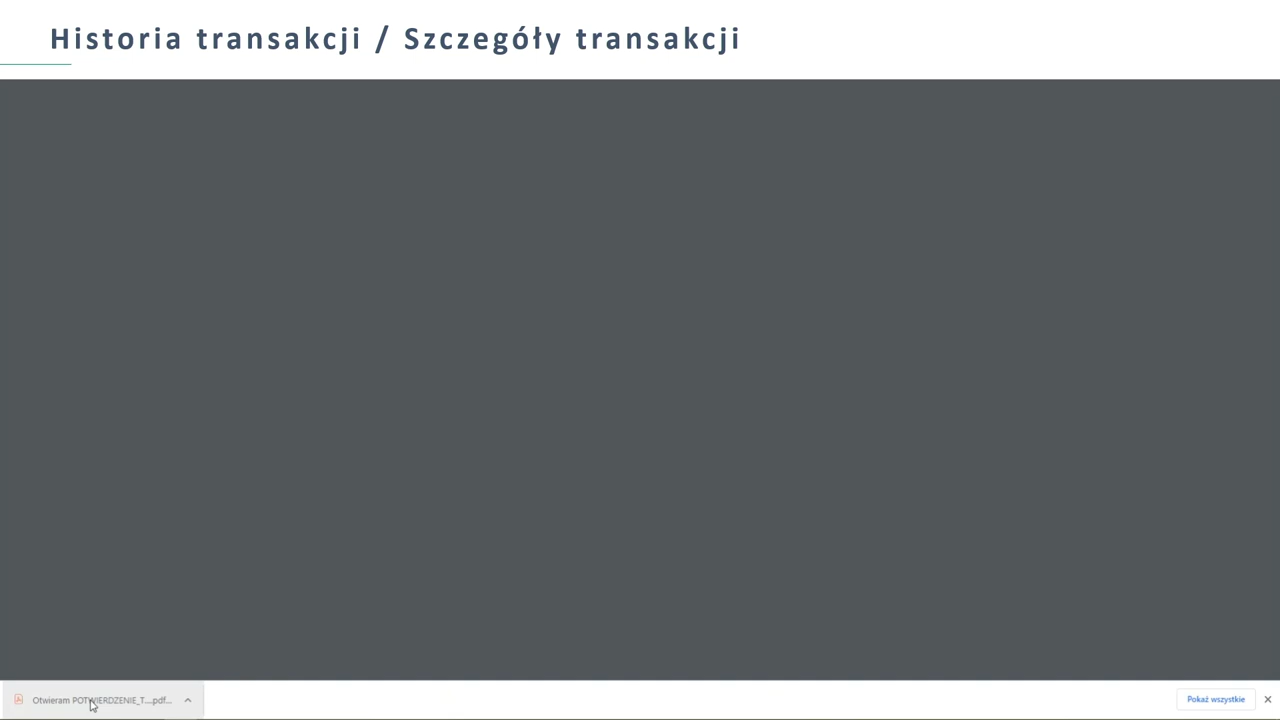 Historia transakcji / Szczegóły transakcji
Otwieram POTWIERDZENIE_T....pdf...
Pokaż wszystkie